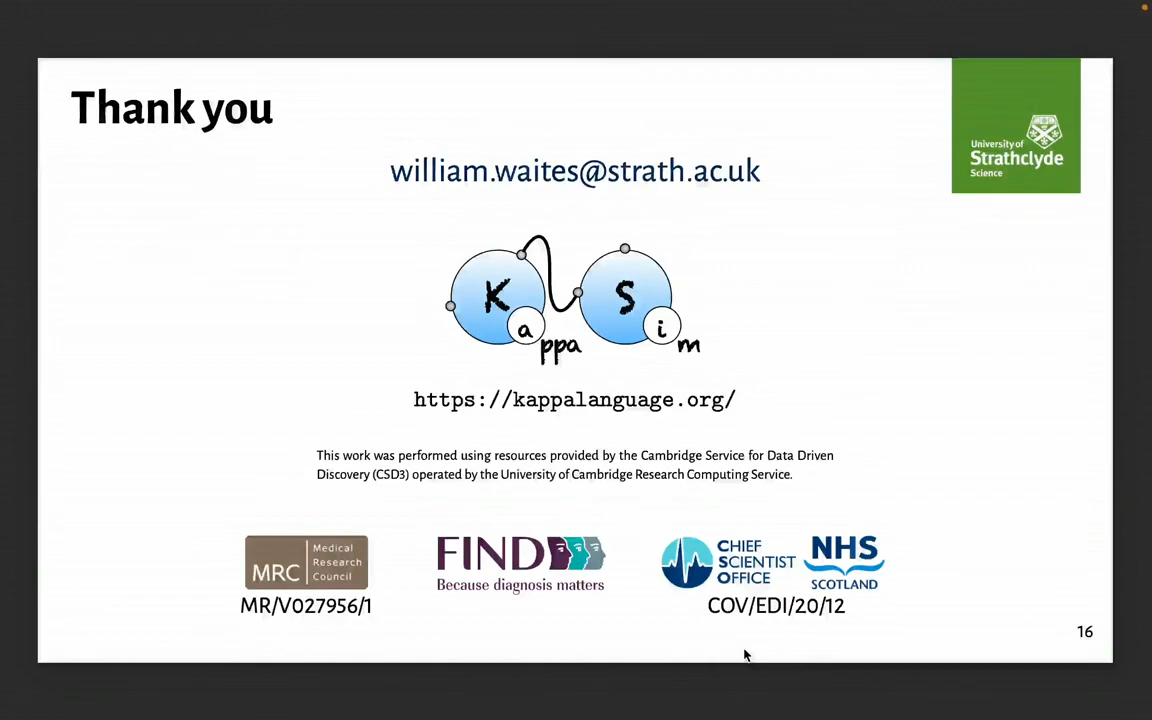 Thank you
University of
Strathclyde
Science
william.waites@strath.ac.uk
Kappa Sim
https://kappalanguage.org/
This work was performed using resources provided by the Cambridge Service for Data Driven
Discovery (CSD3) operated by the University of Cambridge Research Computing Service.
MRC
Medical
Research
Council
MR/V027956/1
FIND
Because diagnosis matters
CHIEF
SCIENTIST
OFFICE
NHS
SCOTLAND
COV/EDI/20/12
16